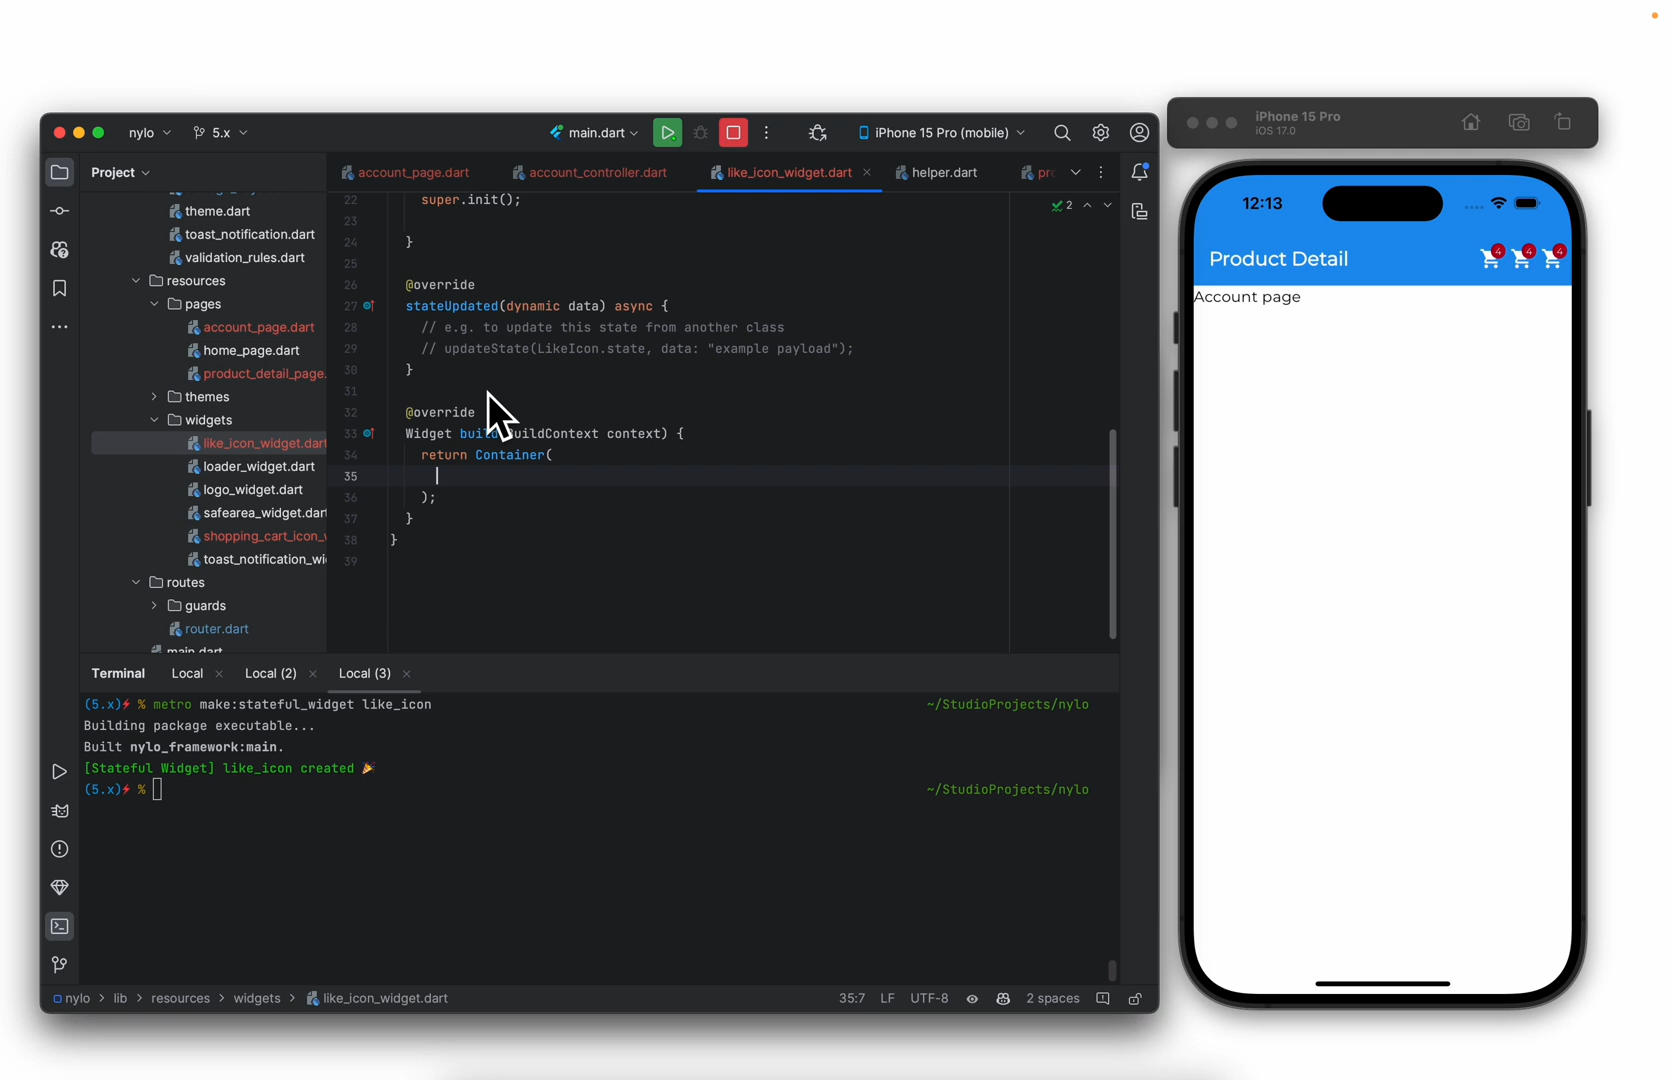 nylo
5.x
main.dart
iPhone 15 Pro (mobile)
Project
theme.dart
toast_notification.dart
validation_rules.dart
resources
pages
account_page.dart
home_page.dart
product_detail_page.
themes
widgets
like_icon_widget.dart
loader_widget.dart
logo_widget.dart
safearea_widget.dart
shopping_cart_icon_
toast_notification_wi
routes
guards
router.dart
main.dart
account_page.dart
account_controller.dart
like_icon_widget.dart
helper.dart
pr
2
22 super.init();
23
24 }
25
26 @override
27 stateUpdated(dynamic data) async {
28 // e.g. to update this state from another class
29 // updateState(LikeIcon.state, data: "example payload");
30 }
31
32 @override
33 Widget build(BuildContext context) {
34 return Container(
35
36 );
37 }
38 }
39
Terminal
Local
Local (2)
Local (3)
(5.x)⚡ % metro make:stateful_widget like_icon ~/StudioProjects/nylo
Building package executable...
Built nylo_framework:main.
[Stateful Widget] like_icon created 🎉
(5.x)⚡ % ~/StudioProjects/nylo
nylo > lib > resources > widgets > like_icon_widget.dart
35:7 LF UTF-8 2 spaces
iPhone 15 Pro
iOS 17.0
12:13
Product Detail
4 4 4
Account page